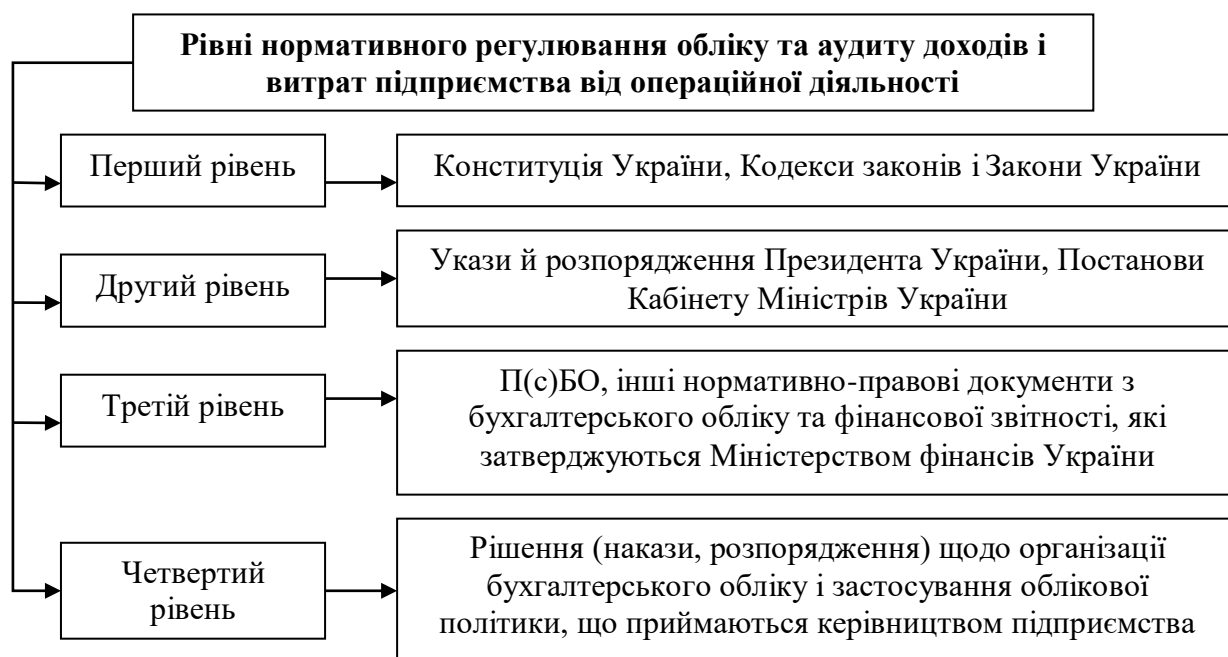 Рівні нормативного регулювання обліку та аудиту доходів і
витрат підприємства від операційної діяльності
Перший рівень
Конституція України, Кодекси законів і Закони України
Другий рівень
Укази й розпорядження Президента України, Постанови
Кабінету Міністрів України
Третій рівень
П(с)БО, інші нормативно-правові документи з
бухгалтерського обліку та фінансової звітності, які
затверджуються Міністерством фінансів України
Четвертий
рівень
Рішення (накази, розпорядження) щодо організації
бухгалтерського обліку і застосування облікової
політики, що приймаються керівництвом підприємства